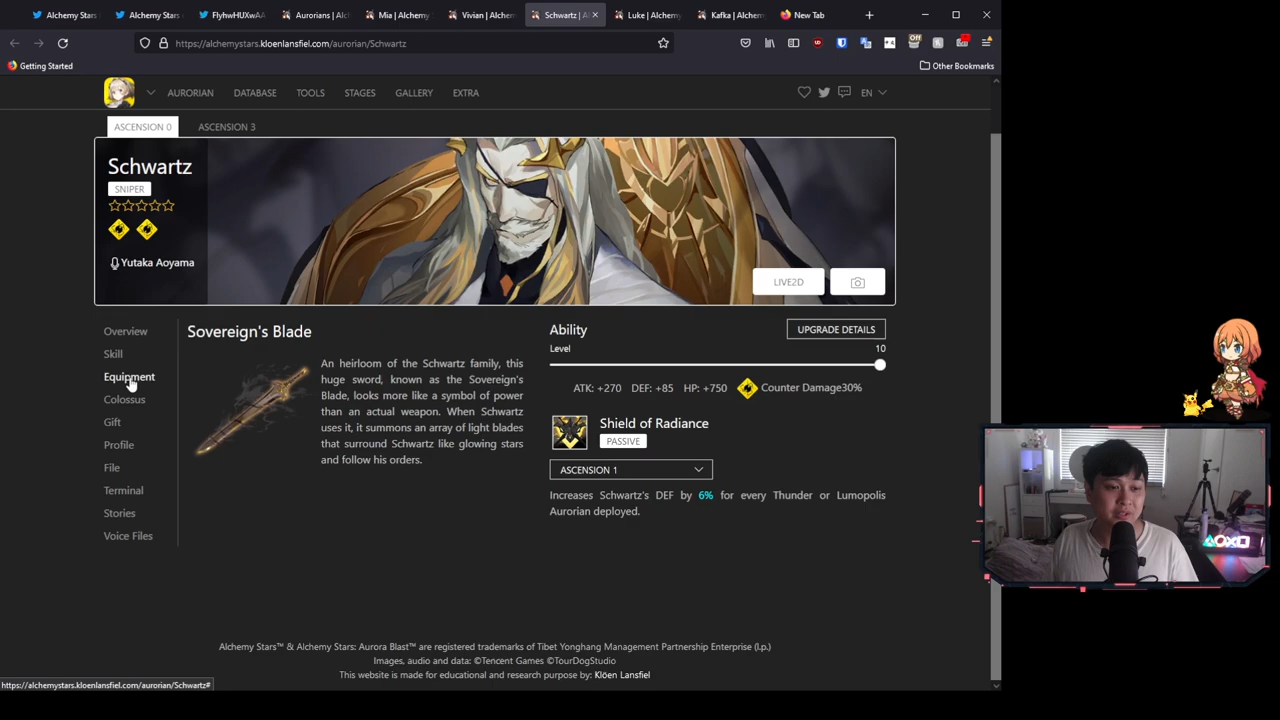 Alchemy Stars
Alchemy Stars
FlyhwHUXwAA
Aurorians | Alc
Mia | Alchemy
Vivian | Alchem
Schwartz | Al
Luke | Alchemy
Kafka | Alchem
New Tab
https://alchemystars.kloenlansfiel.com/aurorian/Schwartz
Off
Getting Started
Other Bookmarks
AURORIAN
DATABASE
TOOLS
STAGES
GALLERY
EXTRA
EN
ASCENSION 0
ASCENSION 3
Schwartz
SNIPER
Yutaka Aoyama
LIVE2D
Overview
Skill
Equipment
Colossus
Gift
Profile
File
Terminal
Stories
Voice Files
Sovereign's Blade
An heirloom of the Schwartz family, this
huge sword, known as the Sovereign's
Blade, looks more like a symbol of power
than an actual weapon. When Schwartz
uses it, it summons an array of light blades
that surround Schwartz like glowing stars
and follow his orders.
Ability
UPGRADE DETAILS
Level
10
ATK: +270 DEF: +85 HP: +750 Counter Damage30%
Shield of Radiance
PASSIVE
ASCENSION 1
Increases Schwartz's DEF by 6% for every Thunder or Lumopolis
Aurorian deployed.
Alchemy Stars™ & Alchemy Stars: Aurora Blast™ are registered trademarks of Tibet Yonghang Management Partnership Enterprise (l.p.)
Images, audio and data: ©Tencent Games ©TourDogStudio
This website is made for educational and research purpose by: Klöen Lansfiel
https://alchemystars.kloenlansfiel.com/aurorian/Schwartz#